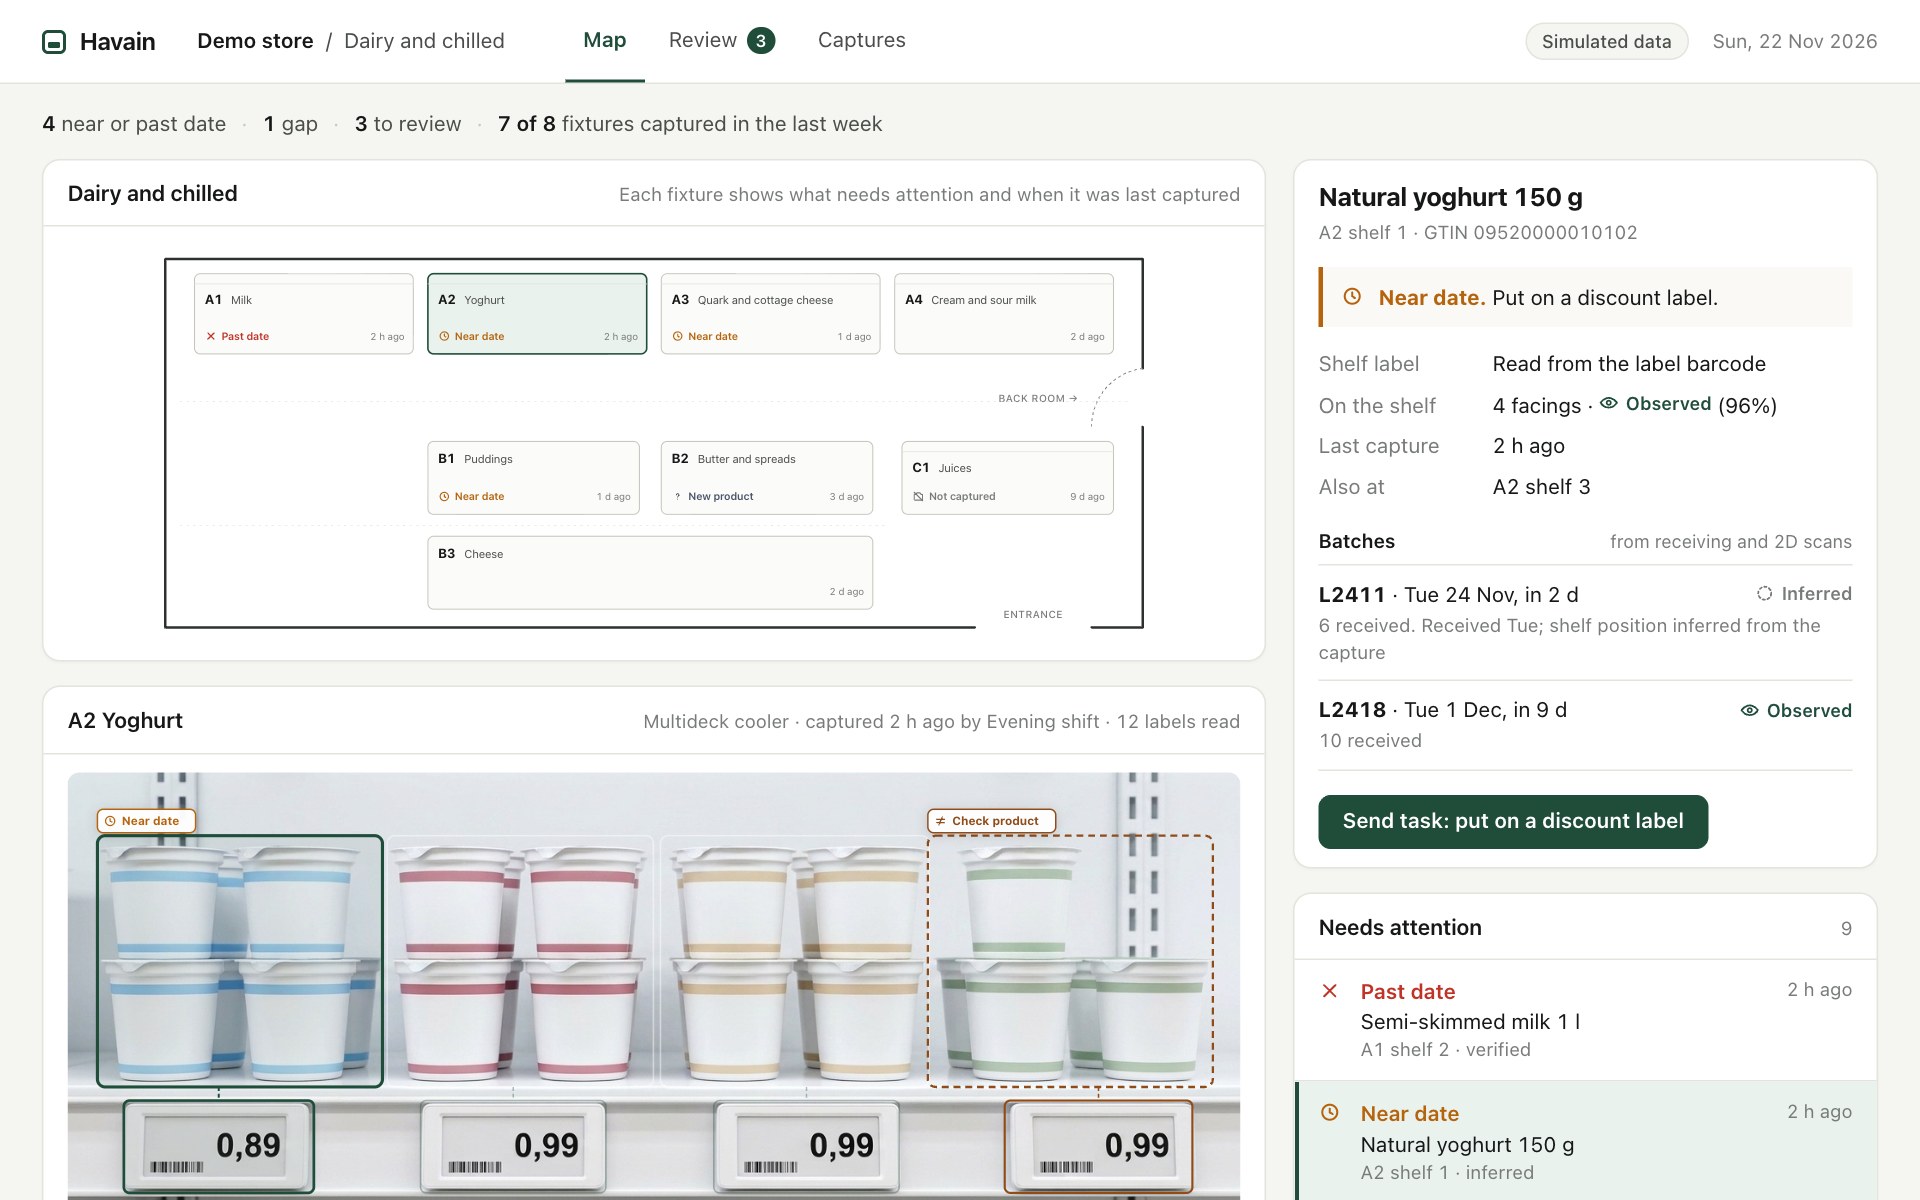 Havain
Demo store / Dairy and chilled
Map
Review 3
Captures
Simulated data
Sun, 22 Nov 2026
4 near or past date · 1 gap · 3 to review · 7 of 8 fixtures captured in the last week
Dairy and chilled
Each fixture shows what needs attention and when it was last captured
A1 Milk
Past date
2 h ago
A2 Yoghurt
Near date
2 h ago
A3 Quark and cottage cheese
Near date
1 d ago
A4 Cream and sour milk
2 d ago
BACK ROOM →
B1 Puddings
Near date
1 d ago
B2 Butter and spreads
? New product
3 d ago
C1 Juices
Not captured
9 d ago
B3 Cheese
2 d ago
ENTRANCE
A2 Yoghurt
Multideck cooler · captured 2 h ago by Evening shift · 12 labels read
Near date
≠ Check product
0,89
0,99
0,99
0,99
Natural yoghurt 150 g
A2 shelf 1 · GTIN 09520000010102
Near date. Put on a discount label.
Shelf label Read from the label barcode
On the shelf 4 facings · Observed (96%)
Last capture 2 h ago
Also at A2 shelf 3
Batches from receiving and 2D scans
L2411 · Tue 24 Nov, in 2 d Inferred
6 received. Received Tue; shelf position inferred from the
capture
L2418 · Tue 1 Dec, in 9 d Observed
10 received
Send task: put on a discount label
Needs attention 9
Past date 2 h ago
Semi-skimmed milk 1 l
A1 shelf 2 · verified
Near date 2 h ago
Natural yoghurt 150 g
A2 shelf 1 · inferred